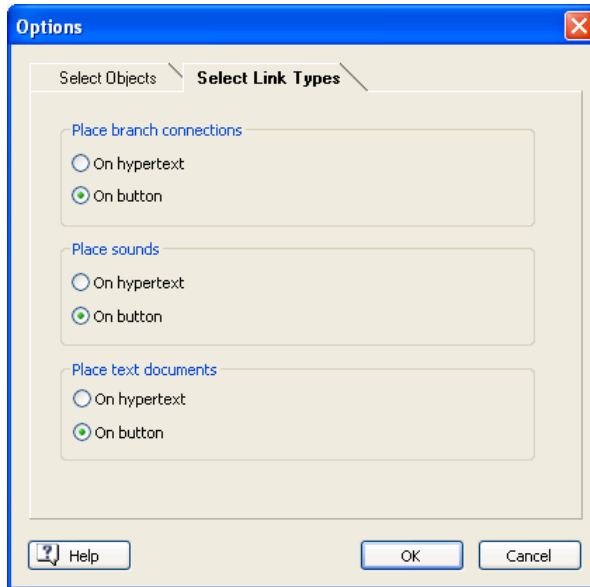 Options
Select Objects
Select Link Types
Place branch connections
On hypertext
On button
Place sounds
On hypertext
On button
Place text documents
On hypertext
On button
Help
OK
Cancel